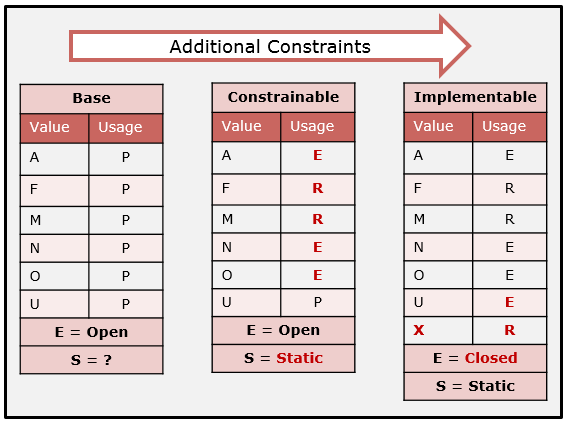 Additional Constraints
Base
Value Usage
A P
F P
M P
N P
O P
U P
E = Open
S = ?
Constrainable
Value Usage
A E
F R
M R
N E
O E
U P
E = Open
S = Static
Implementable
Value Usage
A E
F R
M R
N E
O E
U E
X R
E = Closed
S = Static